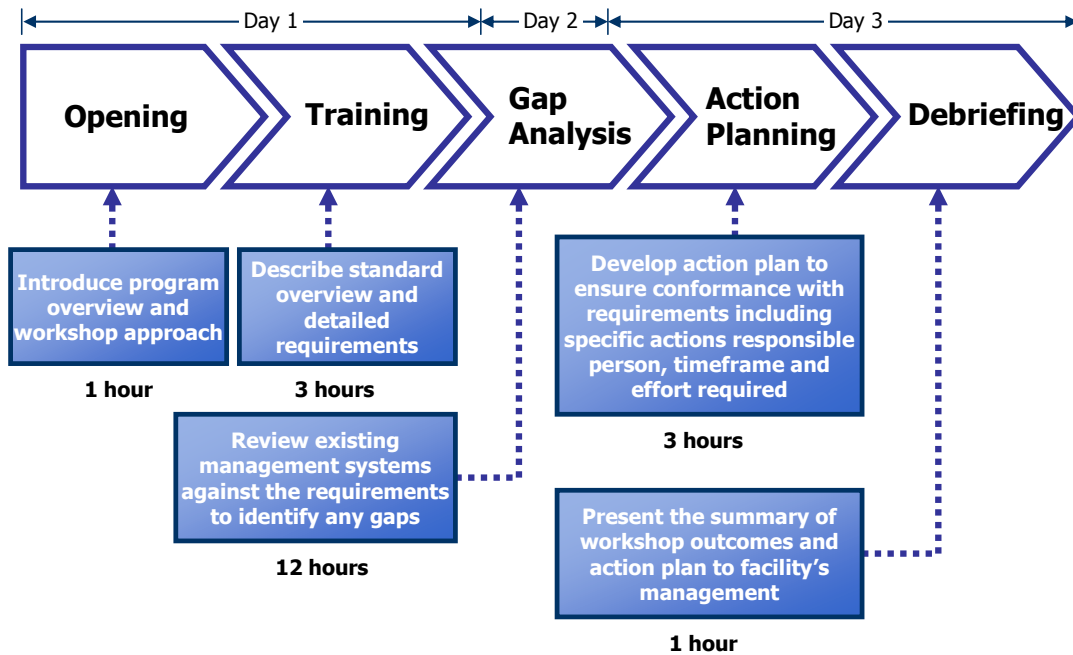 Day 1
Day 2
Day 3
Opening
Training
Gap
Analysis
Action
Planning
Debriefing
Introduce program
overview and
workshop approach
1 hour
Describe standard
overview and
detailed
requirements
3 hours
Review existing
management systems
against the requirements
to identify any gaps
12 hours
Develop action plan to
ensure conformance with
requirements including
specific actions responsible
person, timeframe and
effort required
3 hours
Present the summary of
workshop outcomes and
action plan to facility’s
management
1 hour